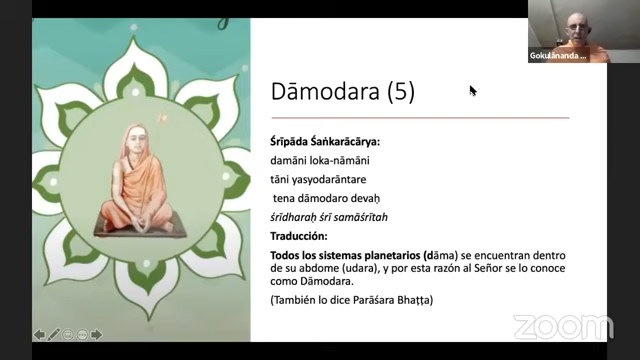 Gokulānanda ...
Dāmodara (5)
Śrīpāda Śaṅkarācārya:
damāni loka-nāmāni
tāni yasyodarāntare
tena dāmodaro devaḥ
śrīdharaḥ śrī samāśrītah
Traducción:
Todos los sistemas planetarios (dāma) se encuentran dentro
de su abdome (udara), y por esta razón al Señor se lo conoce
como Dāmodara.
(También lo dice Parāśara Bhaṭṭa)
zoom